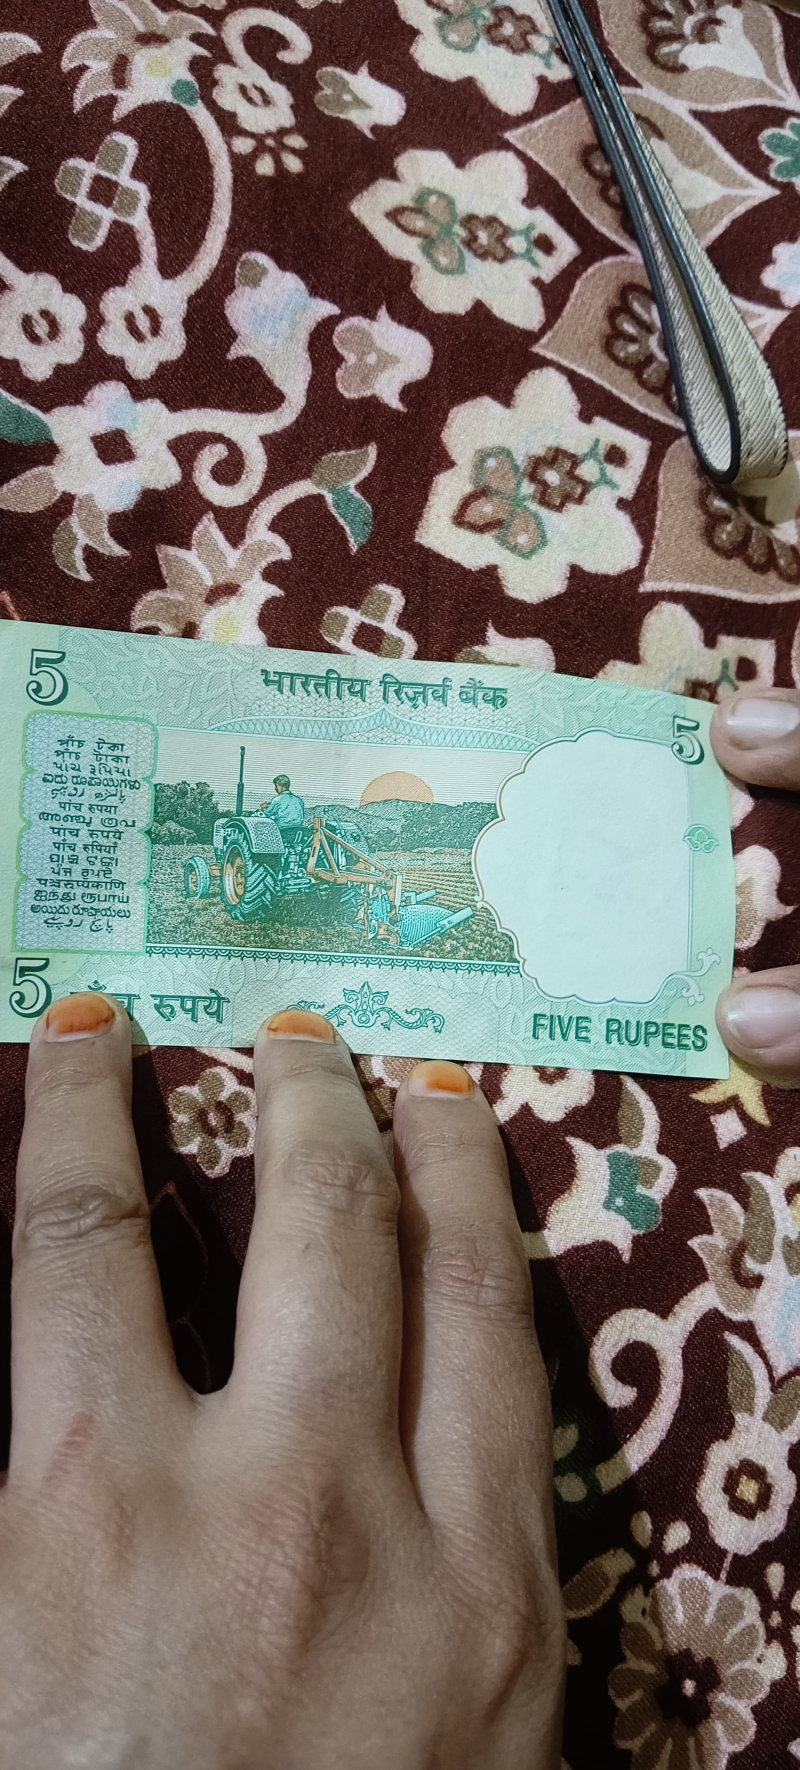 5
भारतीय रिज़र्व बैंक
5
পাঁচ টাকা
পাঁচ টকা
પાંચ રૂપિયા
ಐದು ರೂಪಾಯಿಗಳು
पांच रुपया
അഞ്ചു രൂപ
पाच रुपये
पाँच रुपियाँ
ପାଞ୍ଚ ଟଙ୍କା
ਪੰਜ ਰੁਪਏ
पञ्चरुप्यकाणि
ஐந்து ரூபாய்
అయిదు రూపాయలు
5
पाँच रुपये
FIVE RUPEES